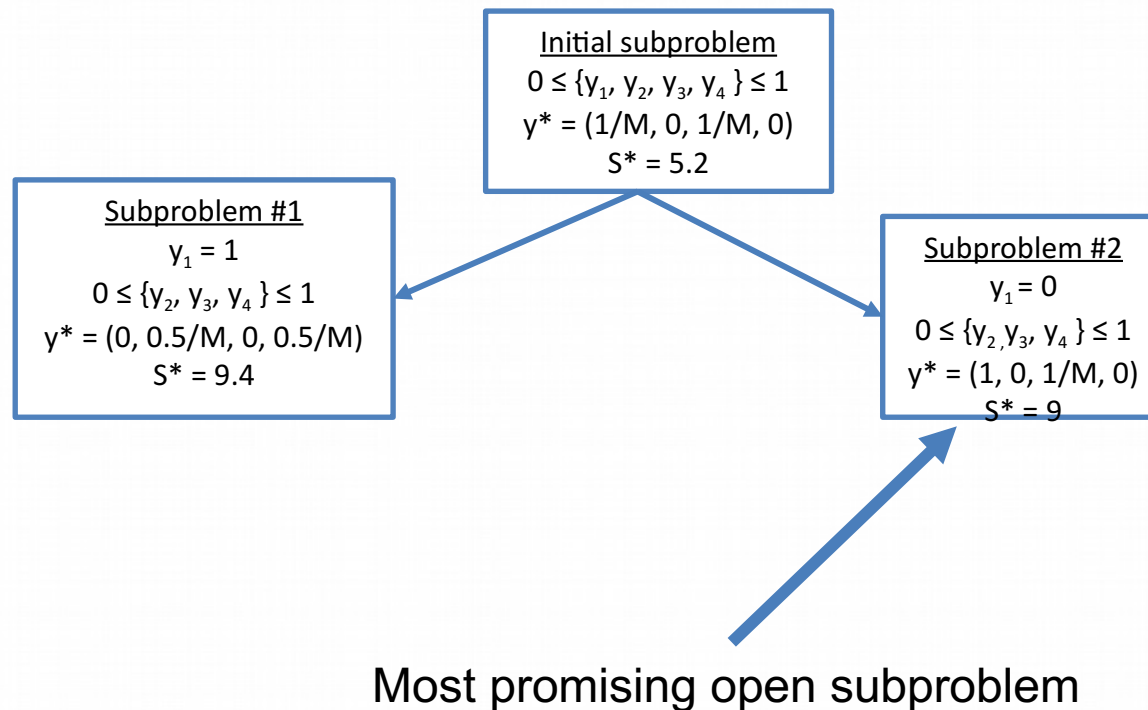 Initial subproblem
0 ≤ {y₁, y₂, y₃, y₄ } ≤ 1
y* = (1/M, 0, 1/M, 0)
S* = 5.2
Subproblem #1
y₁ = 1
0 ≤ {y₂, y₃, y₄ } ≤ 1
y* = (0, 0.5/M, 0, 0.5/M)
S* = 9.4
Subproblem #2
y₁ = 0
0 ≤ {y₂ ,y₃, y₄ } ≤ 1
y* = (1, 0, 1/M, 0)
S* = 9
Most promising open subproblem